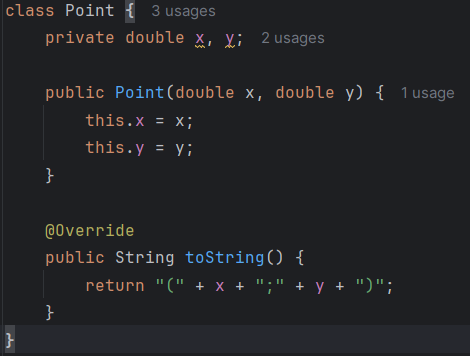 class Point { 3 usages
    private double x, y; 2 usages

    public Point(double x, double y) { 1 usage
        this.x = x;
        this.y = y;
    }

    @Override
    public String toString() {
        return "(" + x + ";" + y + ")";
    }
}